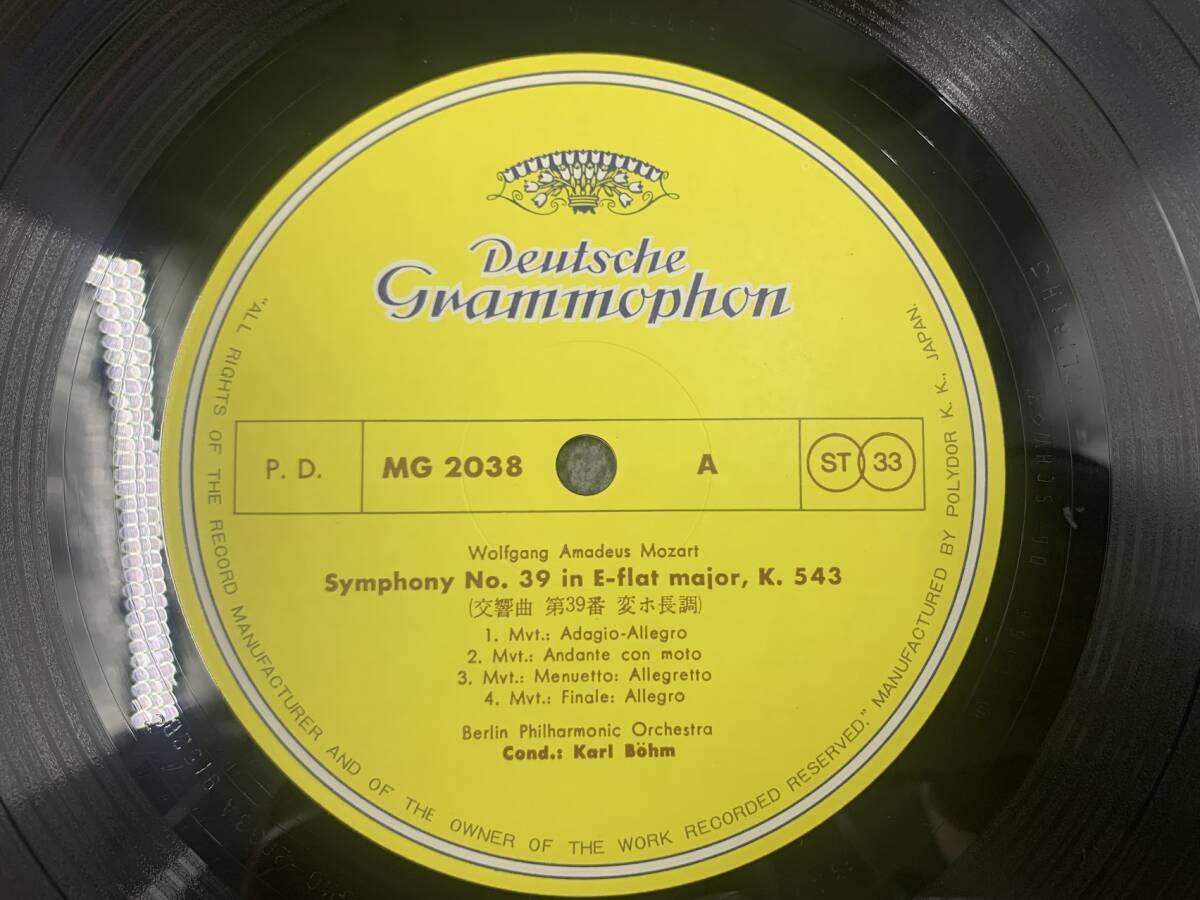 Deutsche
Grammophon
P. D.
MG 2038
A
ST 33
Wolfgang Amadeus Mozart
Symphony No. 39 in E-flat major, K. 543
(交響曲 第39番 変ホ長調)
1. Mvt.: Adagio-Allegro
2. Mvt.: Andante con moto
3. Mvt.: Menuetto: Allegretto
4. Mvt.: Finale: Allegro
Berlin Philharmonic Orchestra
Cond.: Karl Böhm
"ALL RIGHTS OF THE RECORD MANUFACTURER AND OF THE OWNER OF THE WORK RECORDED RESERVED." MANUFACTURED BY POLYDOR K. K., JAPAN.